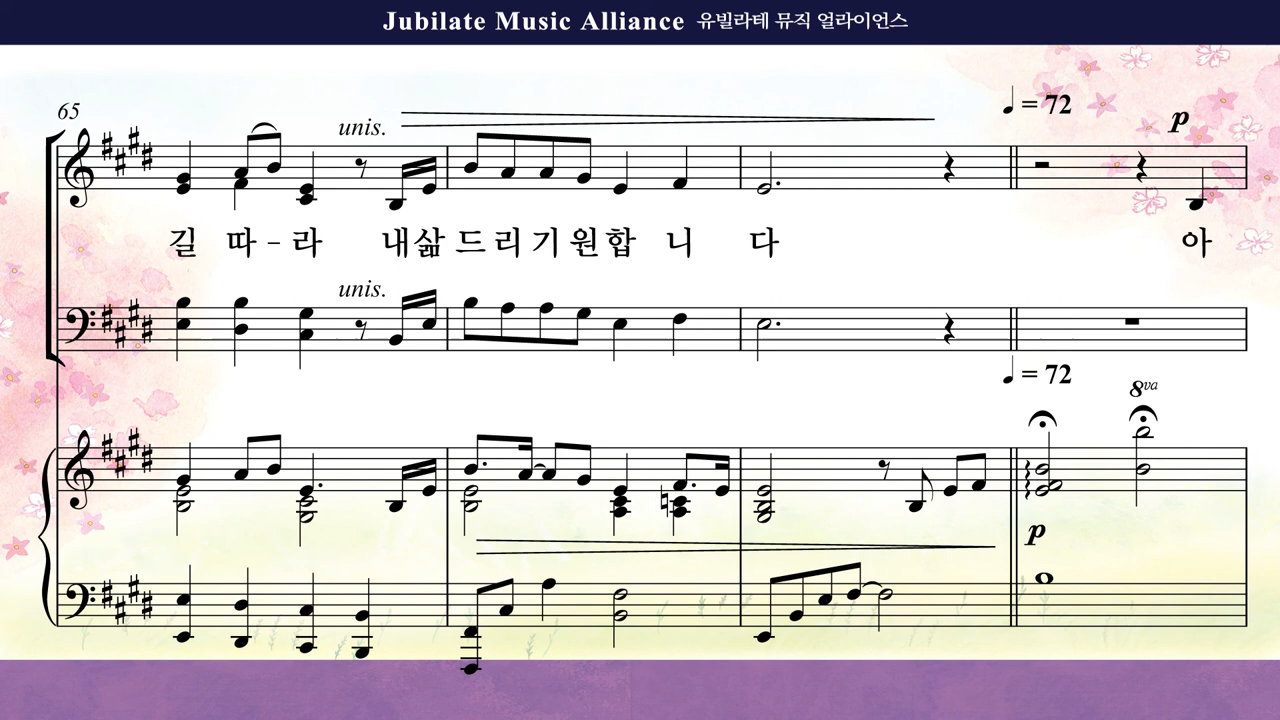 Jubilate Music Alliance 유빌라테 뮤직 얼라이언스
65
unis.
♩ = 72
p
길 따 - 라 내 삶 드 리 기 원 합 니 다 아
unis.
♩ = 72
8va
p